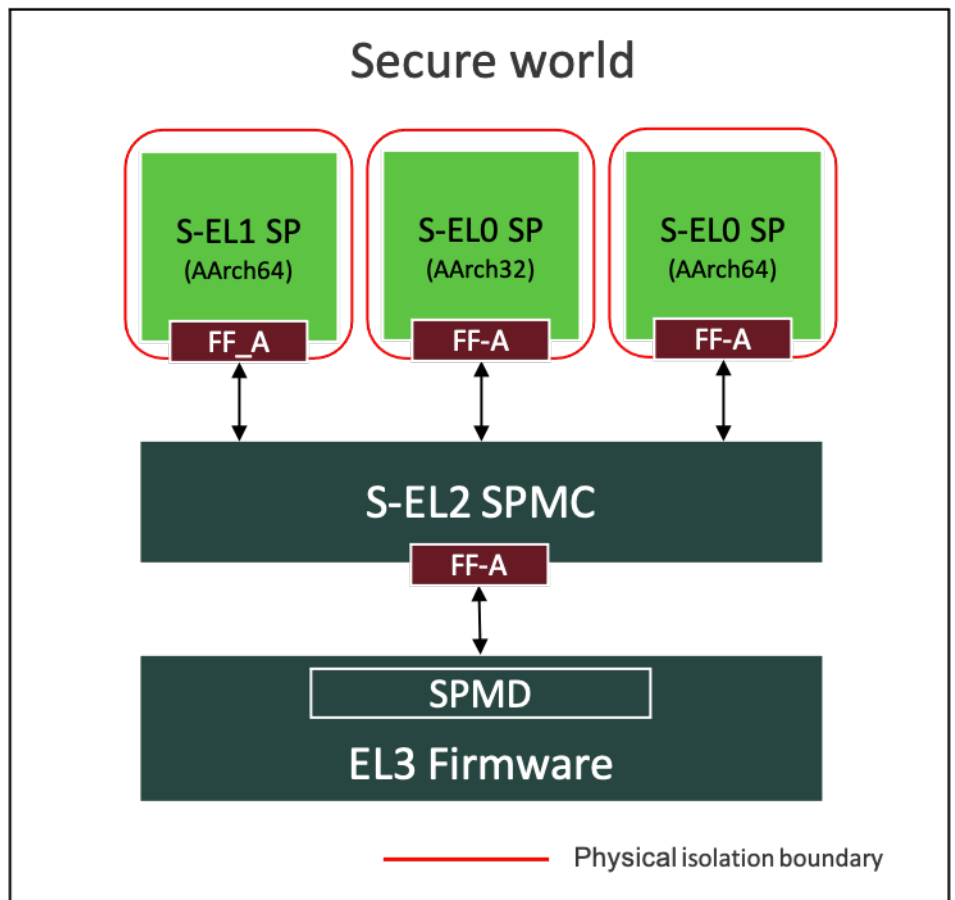 Secure world
S-EL1 SP
(AArch64)
S-EL0 SP
(AArch32)
S-EL0 SP
(AArch64)
FF_A
FF-A
FF-A
S-EL2 SPMC
FF-A
SPMD
EL3 Firmware
Physical isolation boundary